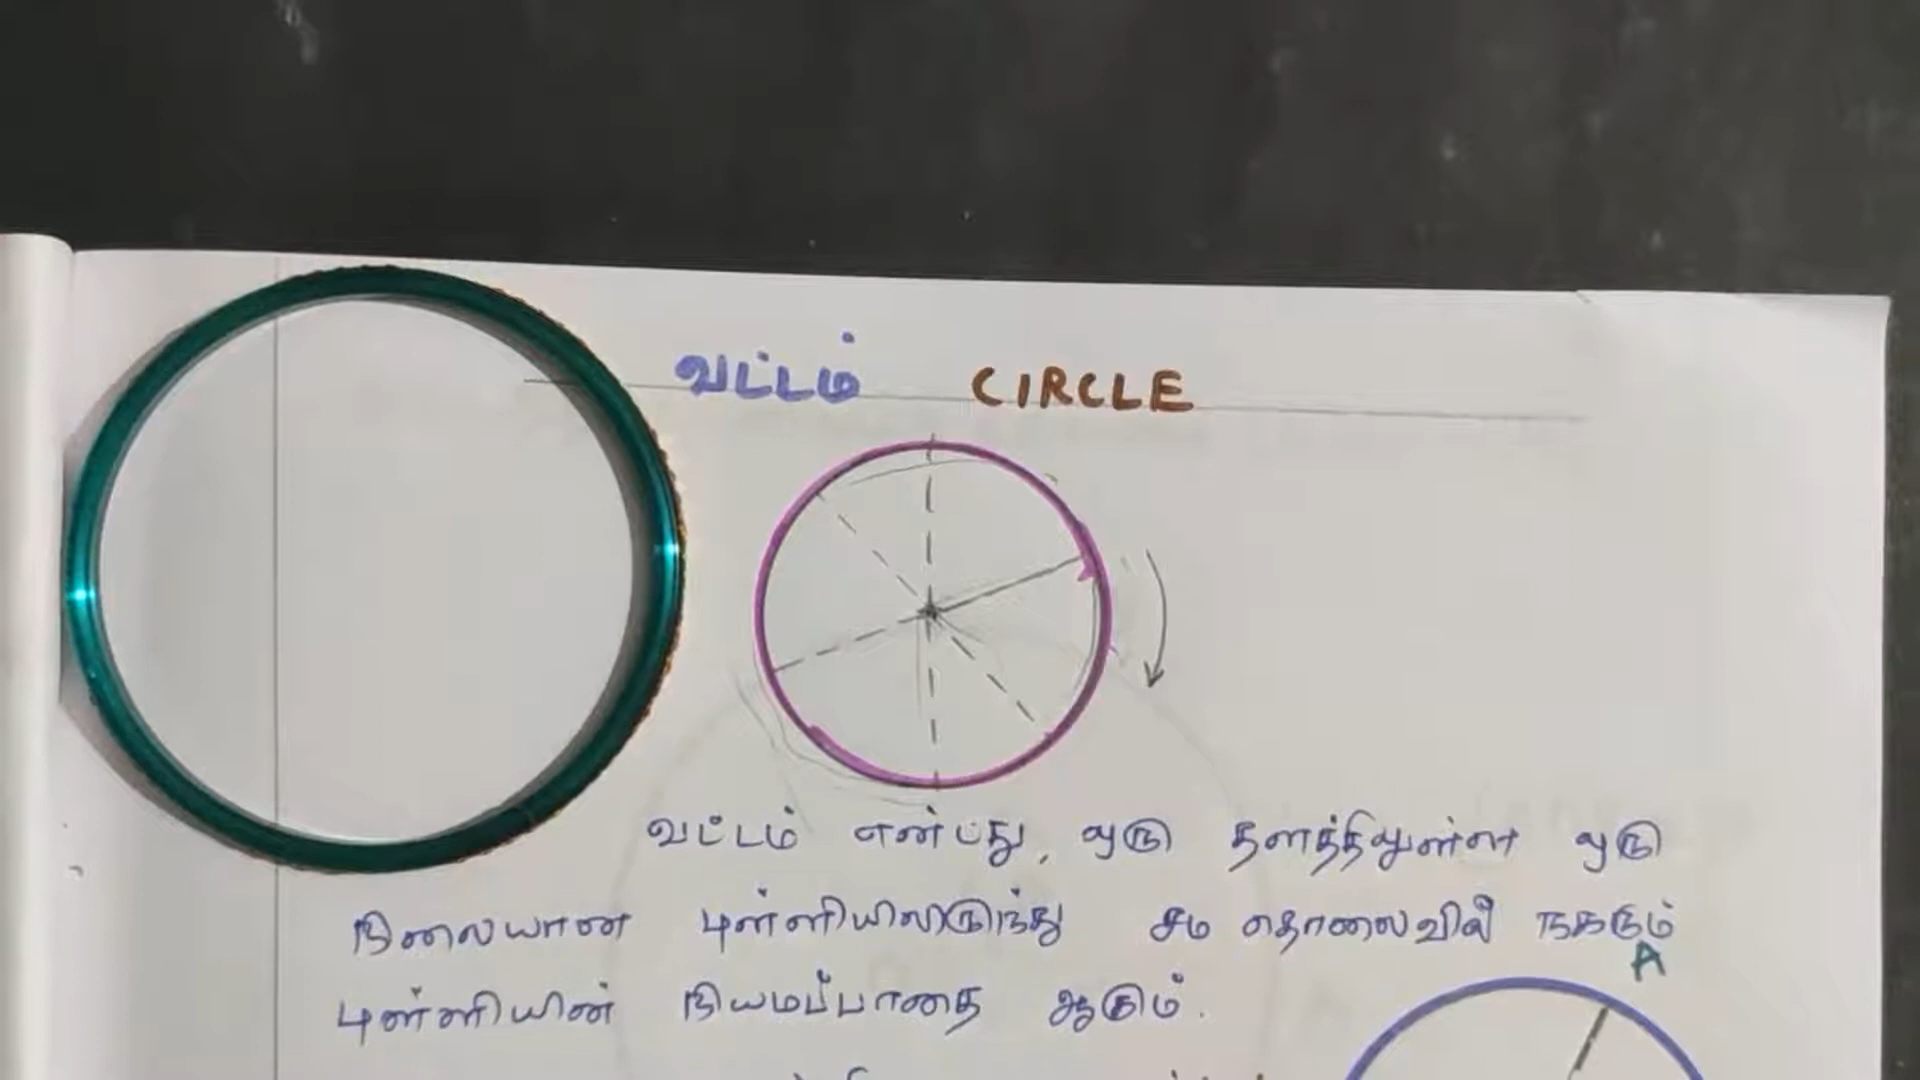 வட்டம் CIRCLE
வட்டம் என்பது, ஒரு தளத்திலுள்ள ஒரு
நிலையான புள்ளியிலிருந்து சம தொலைவில் நகரும்
புள்ளியின் நியமப்பாதை ஆகும்.
A